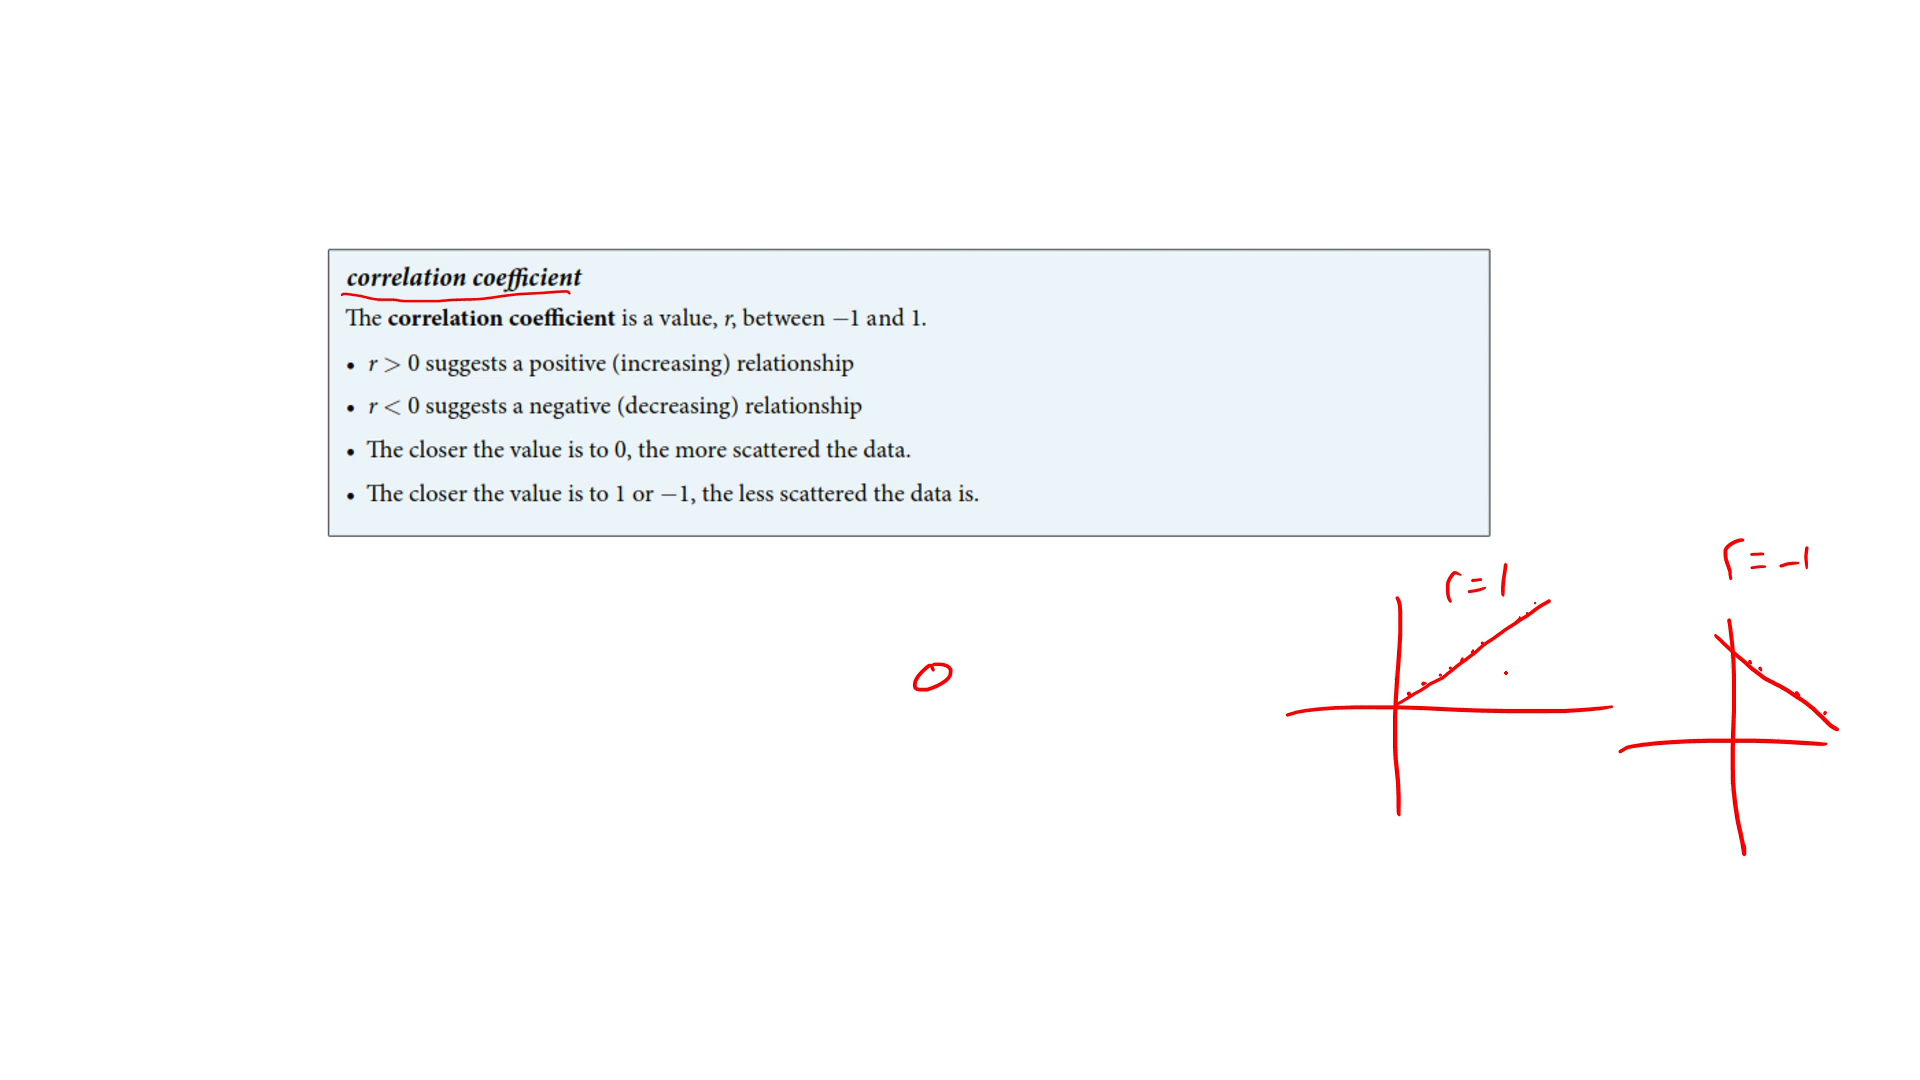 correlation coefficient
The correlation coefficient is a value, r, between −1 and 1.
• r > 0 suggests a positive (increasing) relationship
• r < 0 suggests a negative (decreasing) relationship
• The closer the value is to 0, the more scattered the data.
• The closer the value is to 1 or −1, the less scattered the data is.
r = -1
r = 1
0